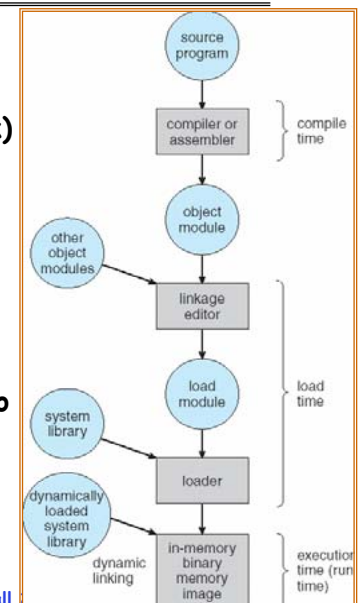 source
program
compiler or
assembler
compile
time
object
module
other
object
modules
linkage
editor
load
module
load
time
system
library
loader
dynamically
loaded
system
library
dynamic
linking
in-memory
binary
memory
image
execution
time (run
time)